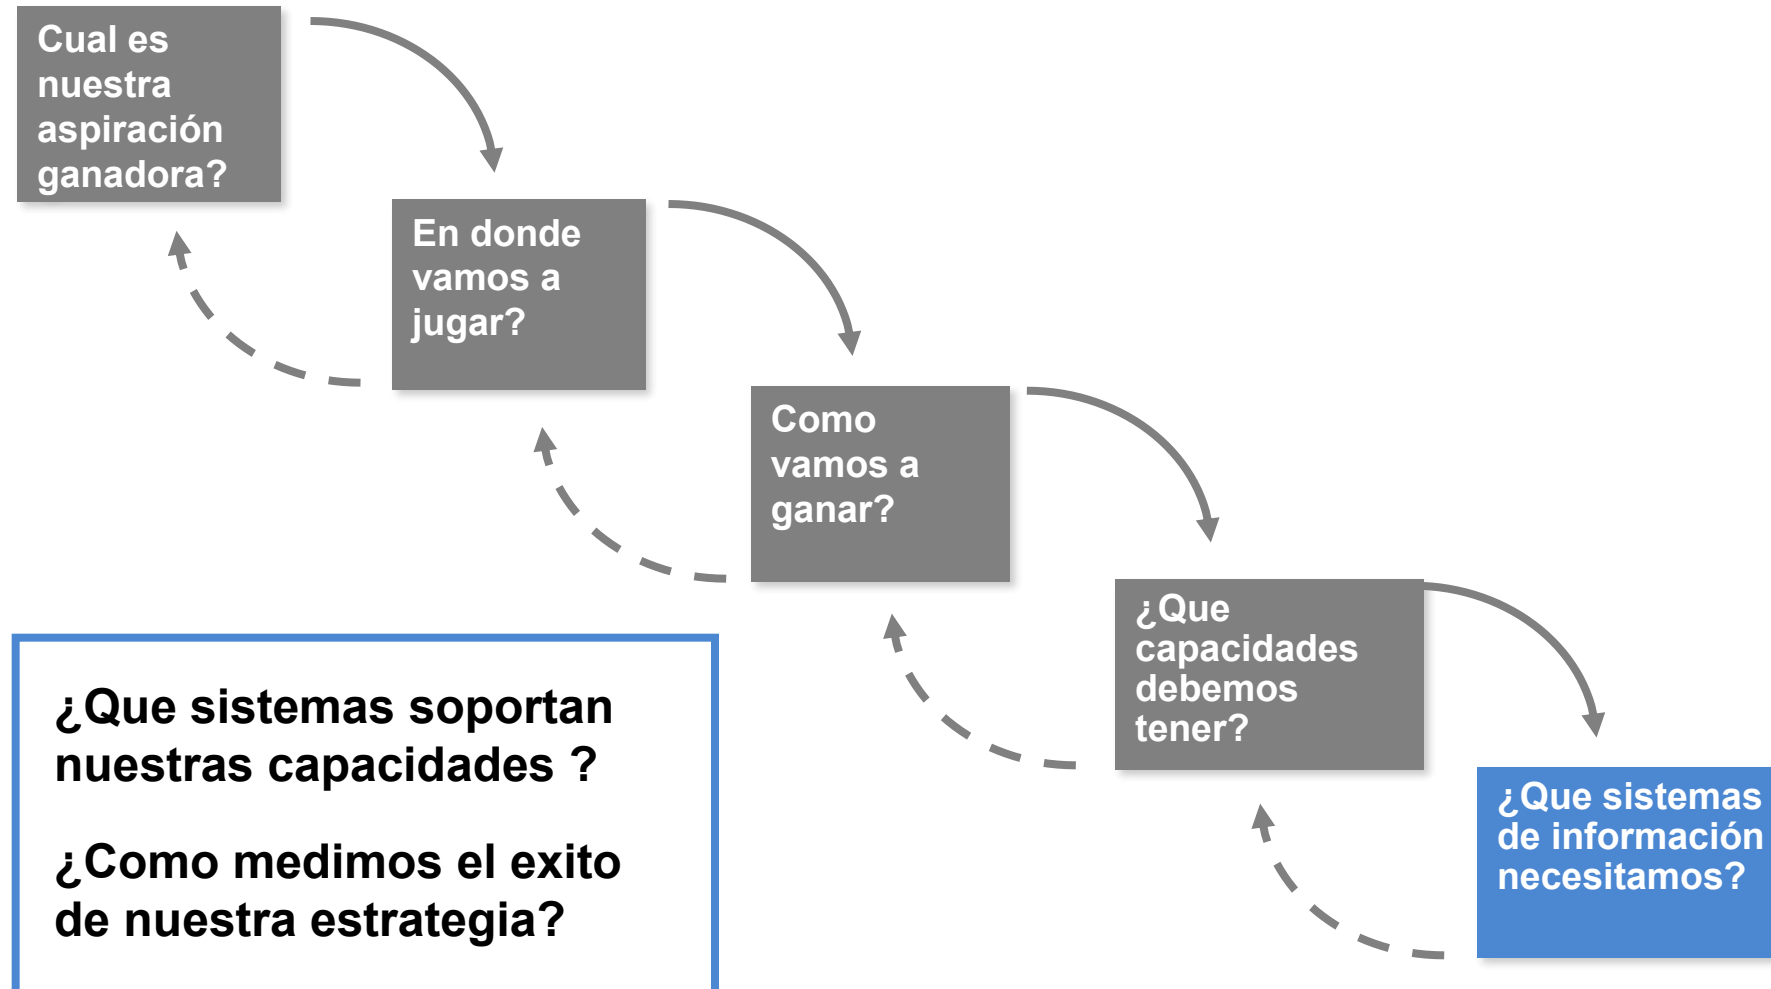 Cual es
nuestra
aspiración
ganadora?
En donde
vamos a
jugar?
Como
vamos a
ganar?
¿Que
capacidades
debemos
tener?
¿Que sistemas
de información
necesitamos?
¿Que sistemas soportan
nuestras capacidades ?
¿Como medimos el exito
de nuestra estrategia?